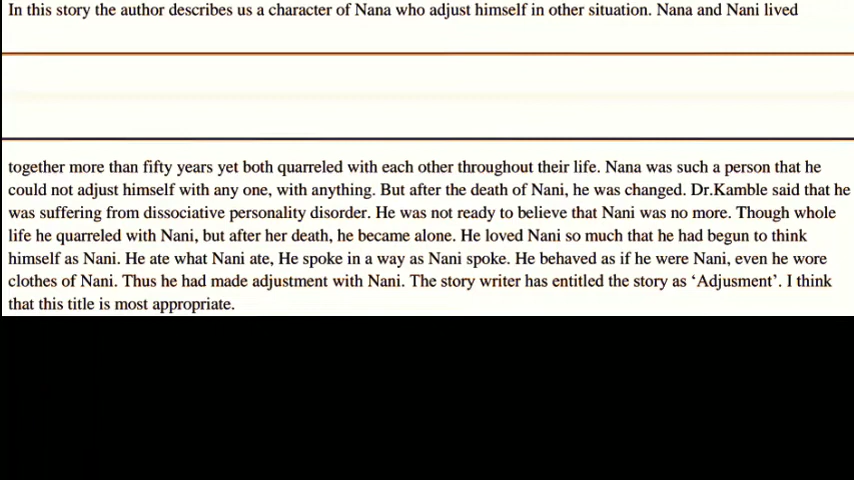 In this story the author describes us a character of Nana who adjust himself in other situation. Nana and Nani lived
together more than fifty years yet both quarreled with each other throughout their life. Nana was such a person that he
could not adjust himself with any one, with anything. But after the death of Nani, he was changed. Dr.Kamble said that he
was suffering from dissociative personality disorder. He was not ready to believe that Nani was no more. Though whole
life he quarreled with Nani, but after her death, he became alone. He loved Nani so much that he had begun to think
himself as Nani. He ate what Nani ate, He spoke in a way as Nani spoke. He behaved as if he were Nani, even he wore
clothes of Nani. Thus he had made adjustment with Nani. The story writer has entitled the story as ‘Adjusment’. I think
that this title is most appropriate.